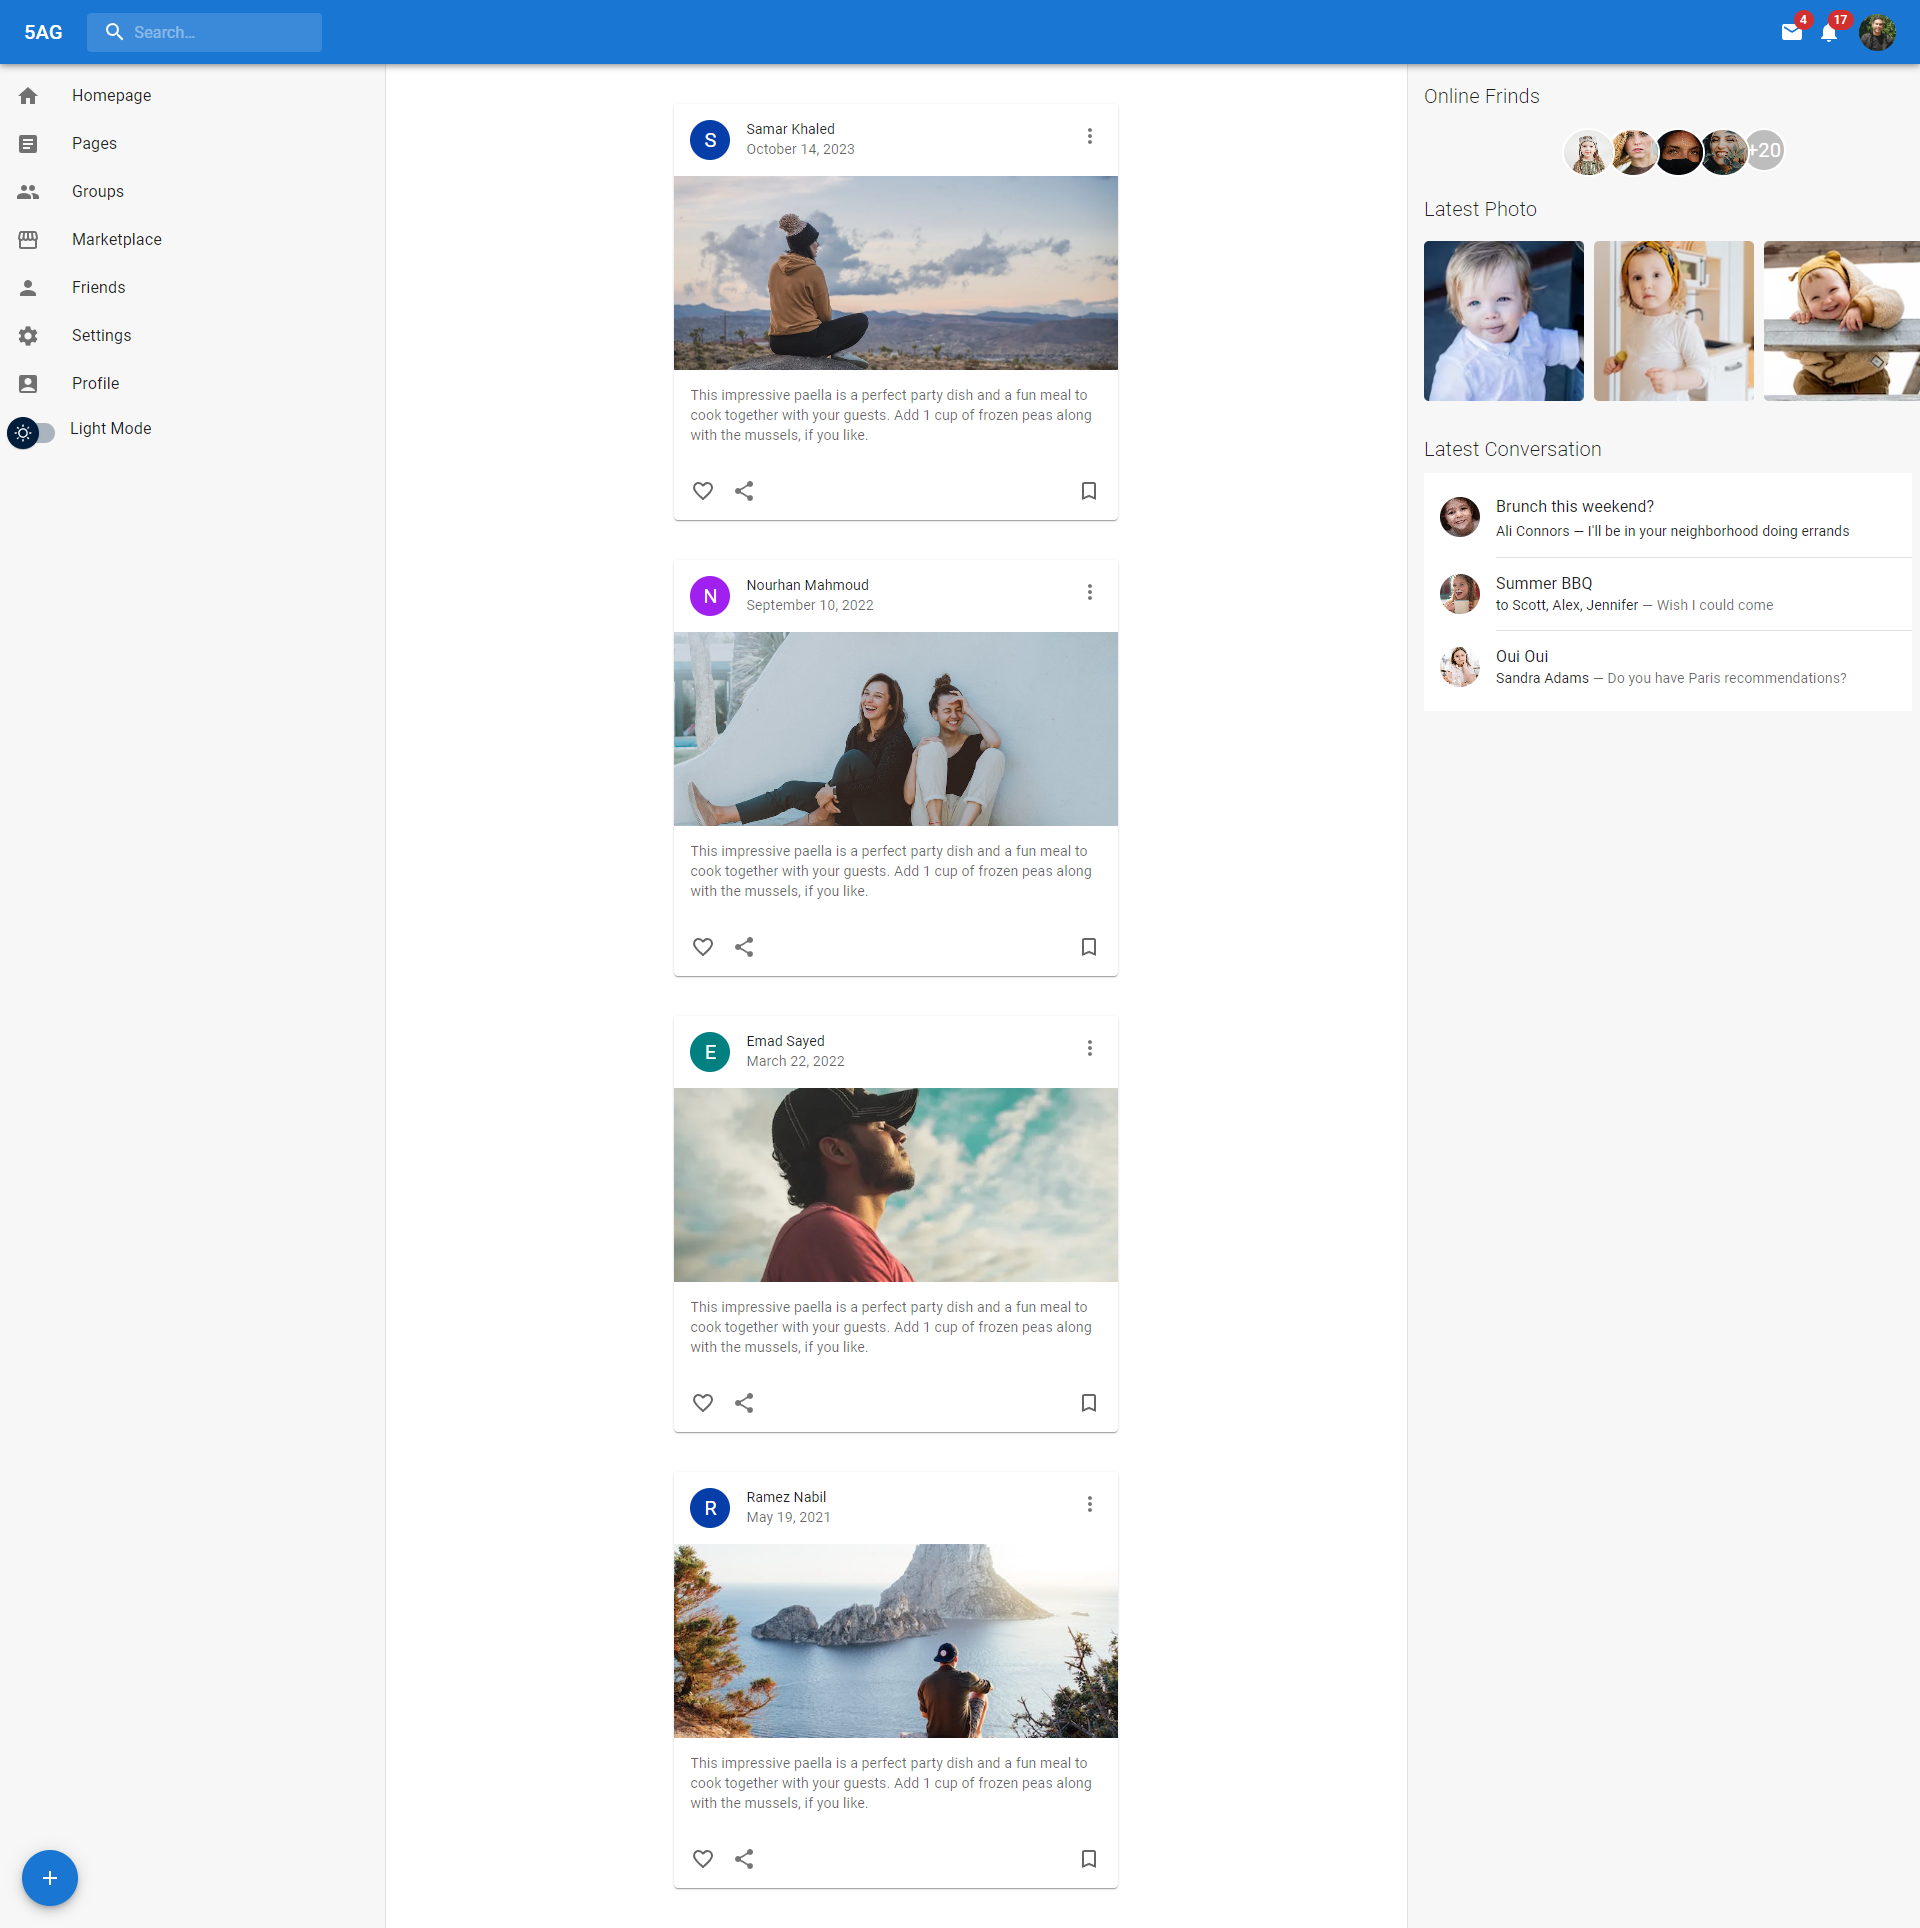 5AG
Search...
4
17
Homepage
Pages
Groups
Marketplace
Friends
Settings
Profile
Light Mode
S
Samar Khaled
October 14, 2023
This impressive paella is a perfect party dish and a fun meal to
cook together with your guests. Add 1 cup of frozen peas along
with the mussels, if you like.
N
Nourhan Mahmoud
September 10, 2022
This impressive paella is a perfect party dish and a fun meal to
cook together with your guests. Add 1 cup of frozen peas along
with the mussels, if you like.
E
Emad Sayed
March 22, 2022
This impressive paella is a perfect party dish and a fun meal to
cook together with your guests. Add 1 cup of frozen peas along
with the mussels, if you like.
R
Ramez Nabil
May 19, 2021
This impressive paella is a perfect party dish and a fun meal to
cook together with your guests. Add 1 cup of frozen peas along
with the mussels, if you like.
Online Frinds
+20
Latest Photo
Latest Conversation
Brunch this weekend?
Ali Connors — I'll be in your neighborhood doing errands
Summer BBQ
to Scott, Alex, Jennifer — Wish I could come
Oui Oui
Sandra Adams — Do you have Paris recommendations?